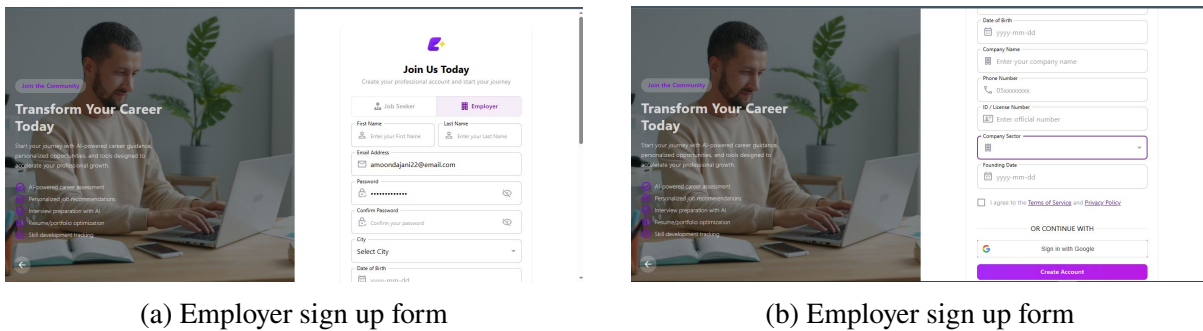 Join the Community
Transform Your Career
Today
Start your journey with AI-powered career guidance,
personalized opportunities, and tools designed to
accelerate your professional growth.
AI-powered career assessment
Personalized job recommendations
Interview preparation with AI
Resume/portfolio optimization
Skill development tracking
Join Us Today
Create your professional account and start your journey
Job Seeker
Employer
First Name
Enter your First Name
Last Name
Enter your Last Name
Email Address
amoondajani22@email.com
Password
Confirm Password
Confirm your password
City
Select City
Date of Birth
yyyy-mm-dd
(a) Employer sign up form
Join the Community
Transform Your Career
Today
Start your journey with AI-powered career guidance,
personalized opportunities, and tools designed to
accelerate your professional growth.
AI-powered career assessment
Personalized job recommendations
Interview preparation with AI
Resume/portfolio optimization
Skill development tracking
Date of Birth
yyyy-mm-dd
Company Name
Enter your company name
Phone Number
05xxxxxxxx
ID / License Number
Enter official number
Company Sector
Founding Date
yyyy-mm-dd
I agree to the Terms of Service and Privacy Policy
OR CONTINUE WITH
Sign in with Google
Create Account
(b) Employer sign up form